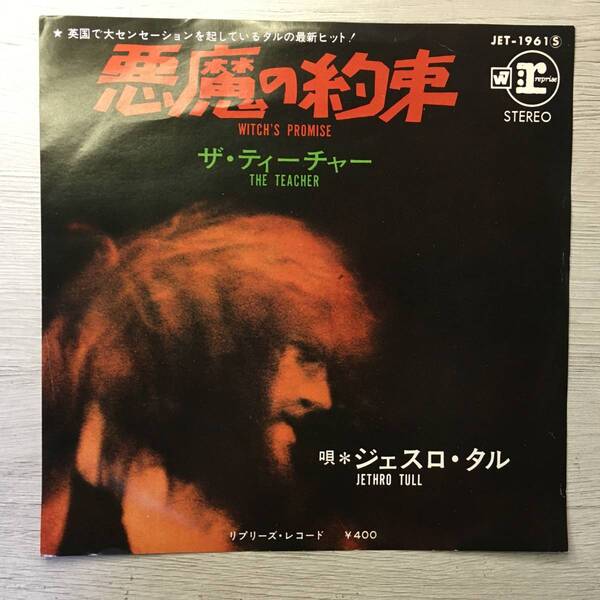 ★ 英国で大センセーションを起しているタルの最新ヒット!
JET-1961Ⓢ
悪魔の約束
WITCH'S PROMISE
W
r reprise
STEREO
ザ・ティーチャー
THE TEACHER
唄＊ジェスロ・タル
JETHRO TULL
リプリーズ・レコード ¥400